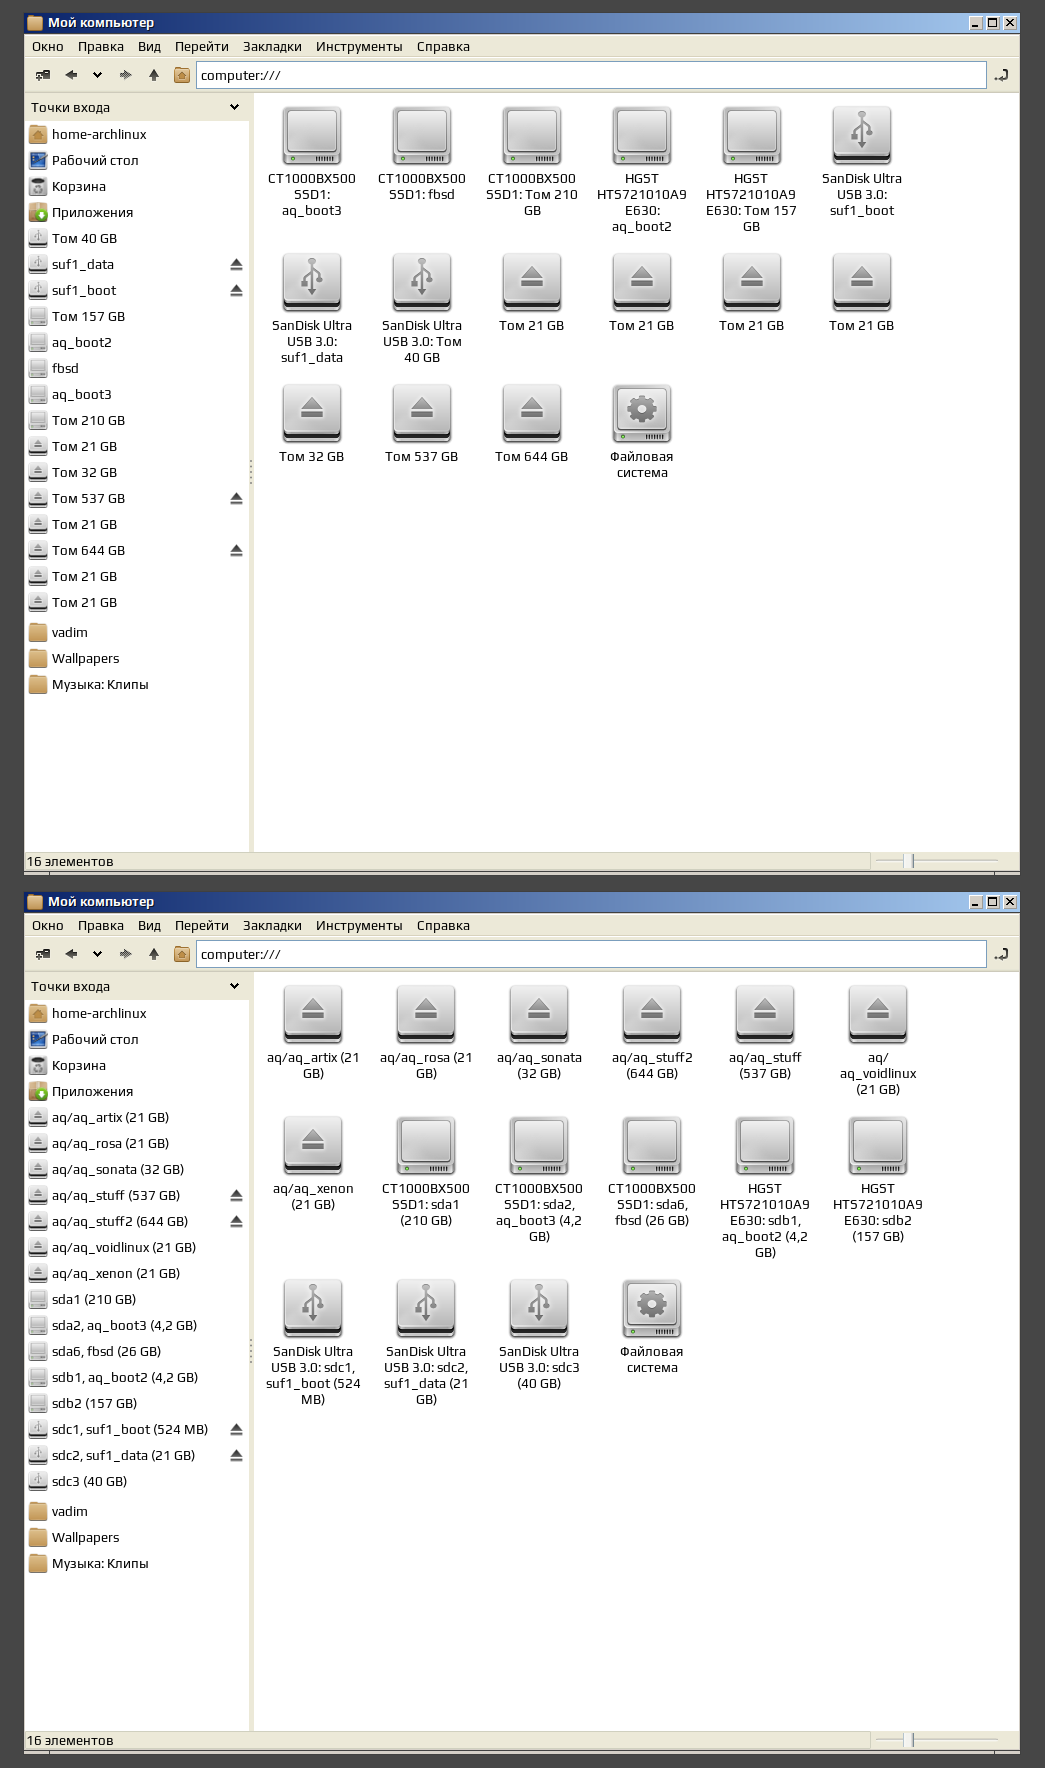 Мой компьютер
Окно Правка Вид Перейти Закладки Инструменты Справка
computer:///
Точки входа
home-archlinux
Рабочий стол
Корзина
Приложения
Том 40 GB
suf1_data
suf1_boot
Том 157 GB
aq_boot2
fbsd
aq_boot3
Том 210 GB
Том 21 GB
Том 32 GB
Том 537 GB
Том 21 GB
Том 644 GB
Том 21 GB
Том 21 GB
vadim
Wallpapers
Музыка: Клипы
CT1000BX500
SSD1:
aq_boot3
CT1000BX500
SSD1: fbsd
CT1000BX500
SSD1: Том 210
GB
HGST
HTS721010A9
E630:
aq_boot2
HGST
HTS721010A9
E630: Том 157
GB
SanDisk Ultra
USB 3.0:
suf1_boot
SanDisk Ultra
USB 3.0:
suf1_data
SanDisk Ultra
USB 3.0: Том
40 GB
Том 21 GB
Том 21 GB
Том 21 GB
Том 21 GB
Том 32 GB
Том 537 GB
Том 644 GB
Файловая
система
16 элементов
Мой компьютер
Окно Правка Вид Перейти Закладки Инструменты Справка
computer:///
Точки входа
home-archlinux
Рабочий стол
Корзина
Приложения
aq/aq_artix (21 GB)
aq/aq_rosa (21 GB)
aq/aq_sonata (32 GB)
aq/aq_stuff (537 GB)
aq/aq_stuff2 (644 GB)
aq/aq_voidlinux (21 GB)
aq/aq_xenon (21 GB)
sda1 (210 GB)
sda2, aq_boot3 (4,2 GB)
sda6, fbsd (26 GB)
sdb1, aq_boot2 (4,2 GB)
sdb2 (157 GB)
sdc1, suf1_boot (524 MB)
sdc2, suf1_data (21 GB)
sdc3 (40 GB)
vadim
Wallpapers
Музыка: Клипы
aq/aq_artix (21
GB)
aq/aq_rosa (21
GB)
aq/aq_sonata
(32 GB)
aq/aq_stuff2
(644 GB)
aq/aq_stuff
(537 GB)
aq/
aq_voidlinux
(21 GB)
aq/aq_xenon
(21 GB)
CT1000BX500
SSD1: sda1
(210 GB)
CT1000BX500
SSD1: sda2,
aq_boot3 (4,2
GB)
CT1000BX500
SSD1: sda6,
fbsd (26 GB)
HGST
HTS721010A9
E630: sdb1,
aq_boot2 (4,2
GB)
HGST
HTS721010A9
E630: sdb2
(157 GB)
SanDisk Ultra
USB 3.0: sdc1,
suf1_boot (524
MB)
SanDisk Ultra
USB 3.0: sdc2,
suf1_data (21
GB)
SanDisk Ultra
USB 3.0: sdc3
(40 GB)
Файловая
система
16 элементов